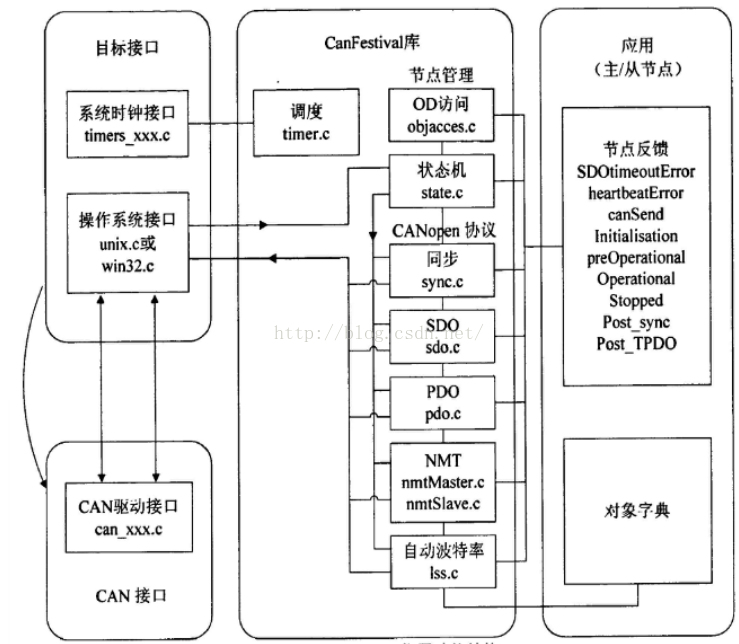 目标接口
系统时钟接口
timers_xxx.c
操作系统接口
unix.c或
win32.c
CAN驱动接口
can_xxx.c
CAN 接口
CanFestival库
节点管理
调度
timer.c
OD访问
objacces.c
状态机
state.c
CANopen 协议
同步
sync.c
SDO
sdo.c
PDO
pdo.c
NMT
nmtMaster.c
nmtSlave.c
自动波特率
lss.c
应用
（主/从节点）
节点反馈
SDOtimeoutError
heartbeatError
canSend
Initialisation
preOperational
Operational
Stopped
Post_sync
Post_TPDO
对象字典
http://blog.csdn.net/